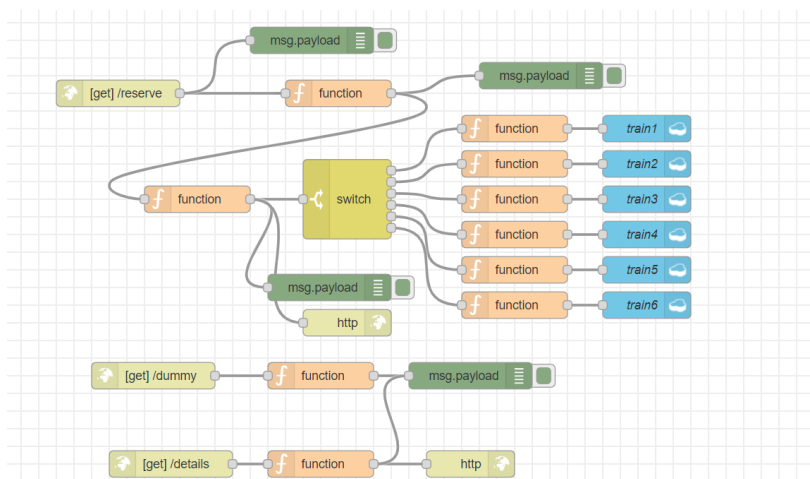 msg.payload
msg.payload
[get] /reserve
function
function
train1
function
train2
function
switch
function
train3
function
train4
function
train5
msg.payload
function
train6
http
[get] /dummy
function
msg.payload
[get] /details
function
http